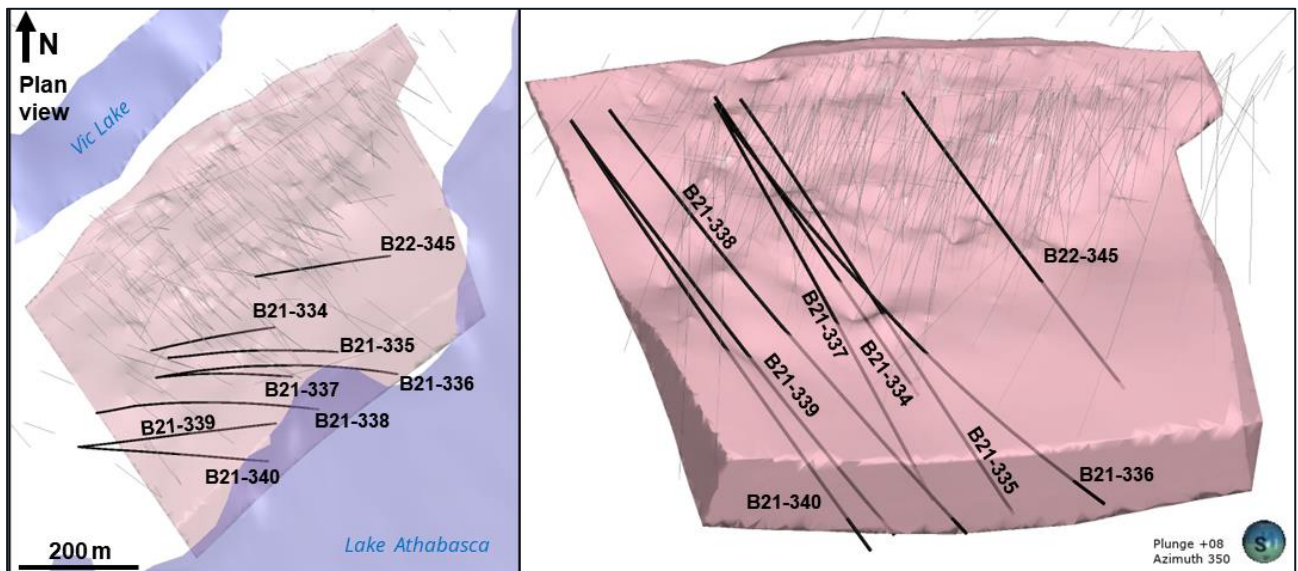 N
Plan
view
Vic Lake
B22-345
B21-334
B21-335
B21-336
B21-337
B21-338
B21-339
B21-340
200 m
Lake Athabasca
B21-338
B22-345
B21-337
B21-334
B21-339
B21-335
B21-336
B21-340
Plunge +08
Azimuth 350
S